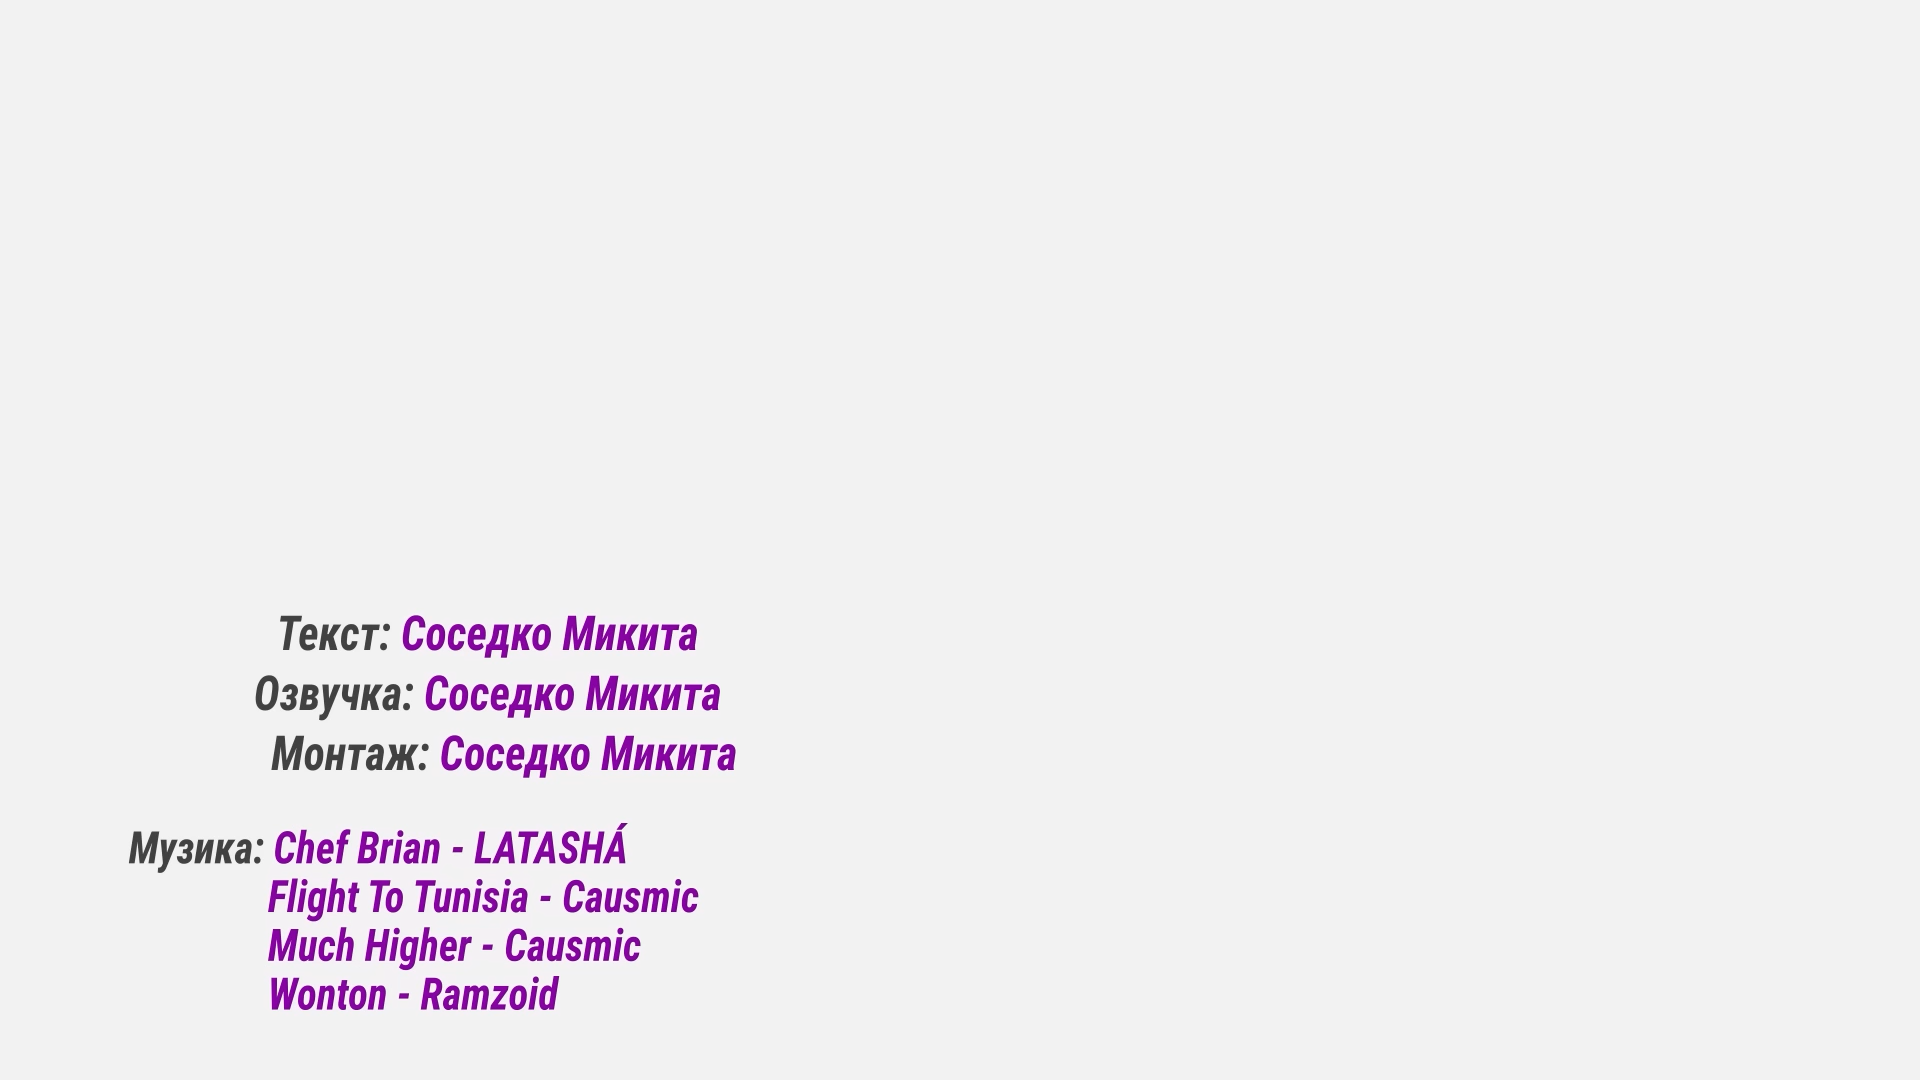 Текст: Соседко Микита
Озвучка: Соседко Микита
Монтаж: Соседко Микита
Музика: Chef Brian - LATASHÁ
Flight To Tunisia - Causmic
Much Higher - Causmic
Wonton - Ramzoid